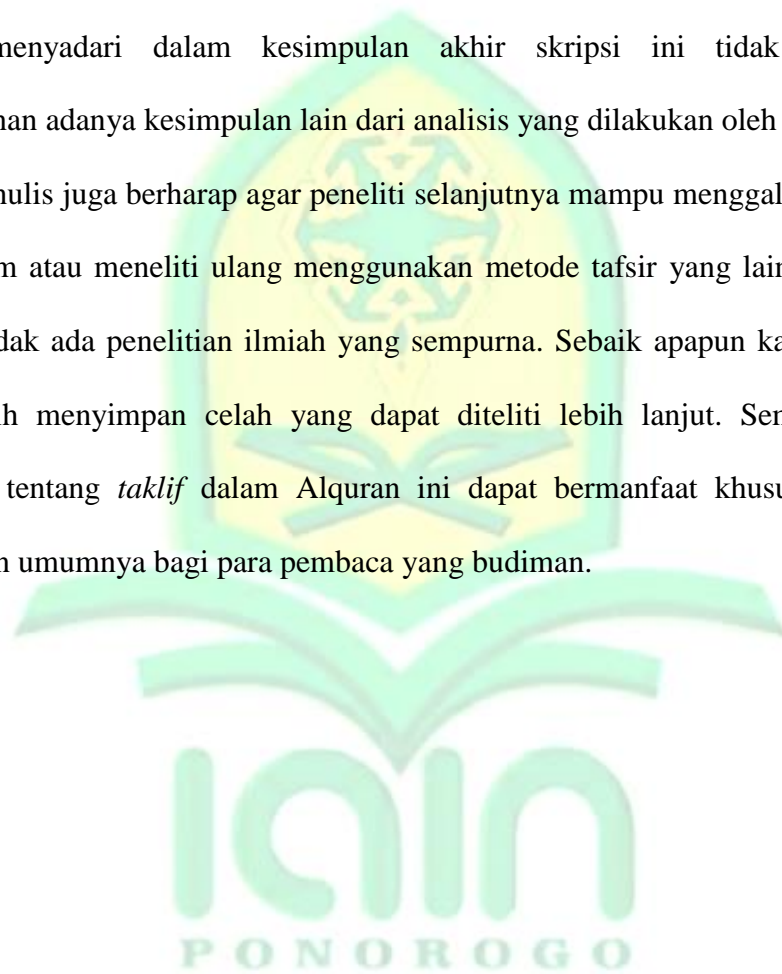 menyadari dalam kesimpulan akhir skripsi ini tidak
nan adanya kesimpulan lain dari analisis yang dilakukan oleh
nulis juga berharap agar peneliti selanjutnya mampu menggal
m atau meneliti ulang menggunakan metode tafsir yang lain
dak ada penelitian ilmiah yang sempurna. Sebaik apapun ka
ih menyimpan celah yang dapat diteliti lebih lanjut. Sem
tentang taklif dalam Alquran ini dapat bermanfaat khusu
n umumnya bagi para pembaca yang budiman.
iain
PONOROGO